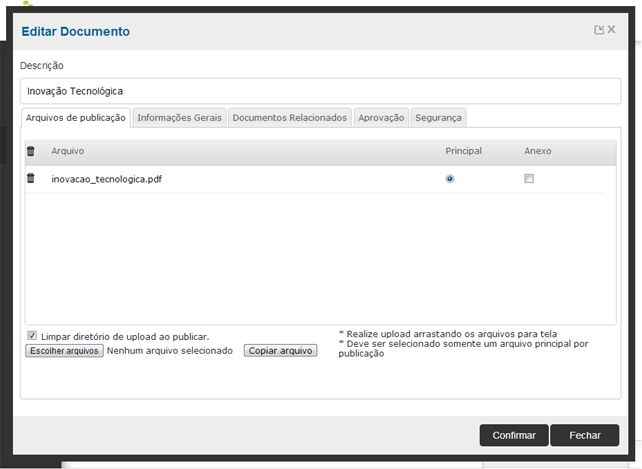 Editar Documento
Descrição
Inovação Tecnológica
Arquivos de publicação Informações Gerais Documentos Relacionados Aprovação Segurança
Arquivo Principal Anexo
inovacao_tecnologica.pdf
Limpar diretório de upload ao publicar.
Escolher arquivos Nenhum arquivo selecionado Copiar arquivo
* Realize upload arrastando os arquivos para tela
* Deve ser selecionado somente um arquivo principal por
publicação
Confirmar Fechar